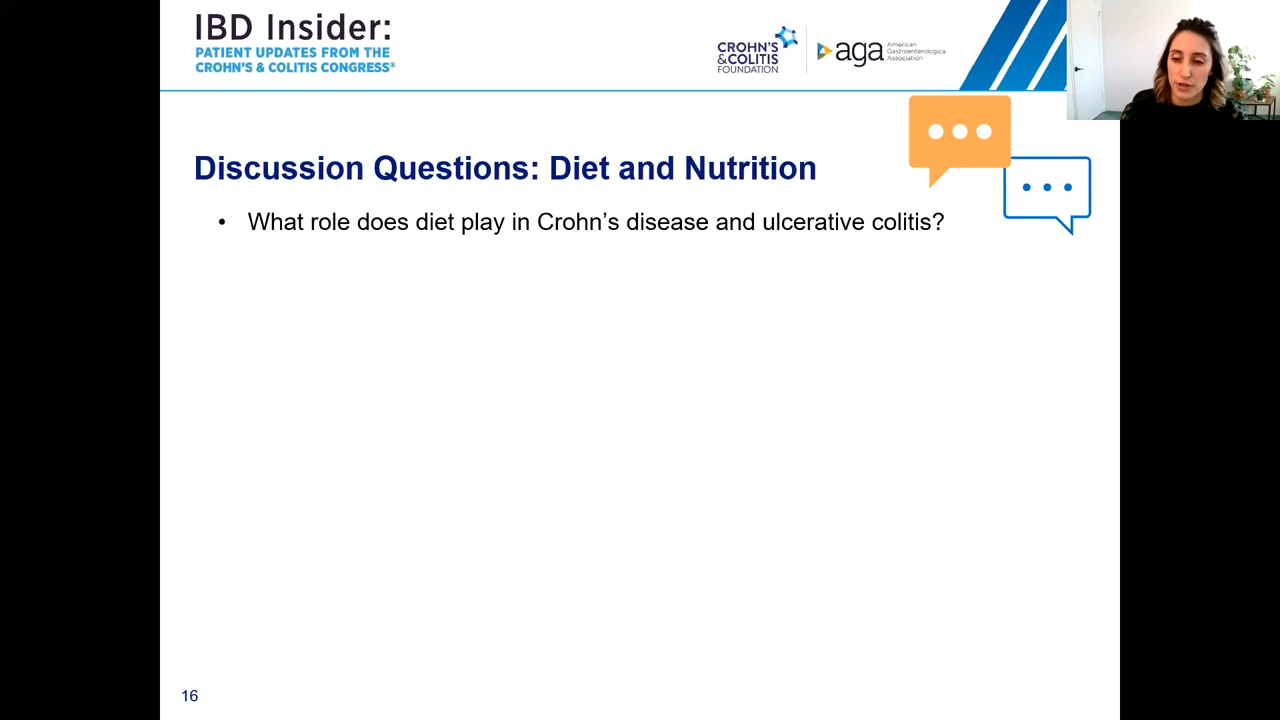 IBD Insider:
PATIENT UPDATES FROM THE
CROHN'S & COLITIS CONGRESS®
CROHN'S
& COLITIS
FOUNDATION
aga
American
Gastroenterological
Association
Discussion Questions: Diet and Nutrition
• What role does diet play in Crohn’s disease and ulcerative colitis?
16